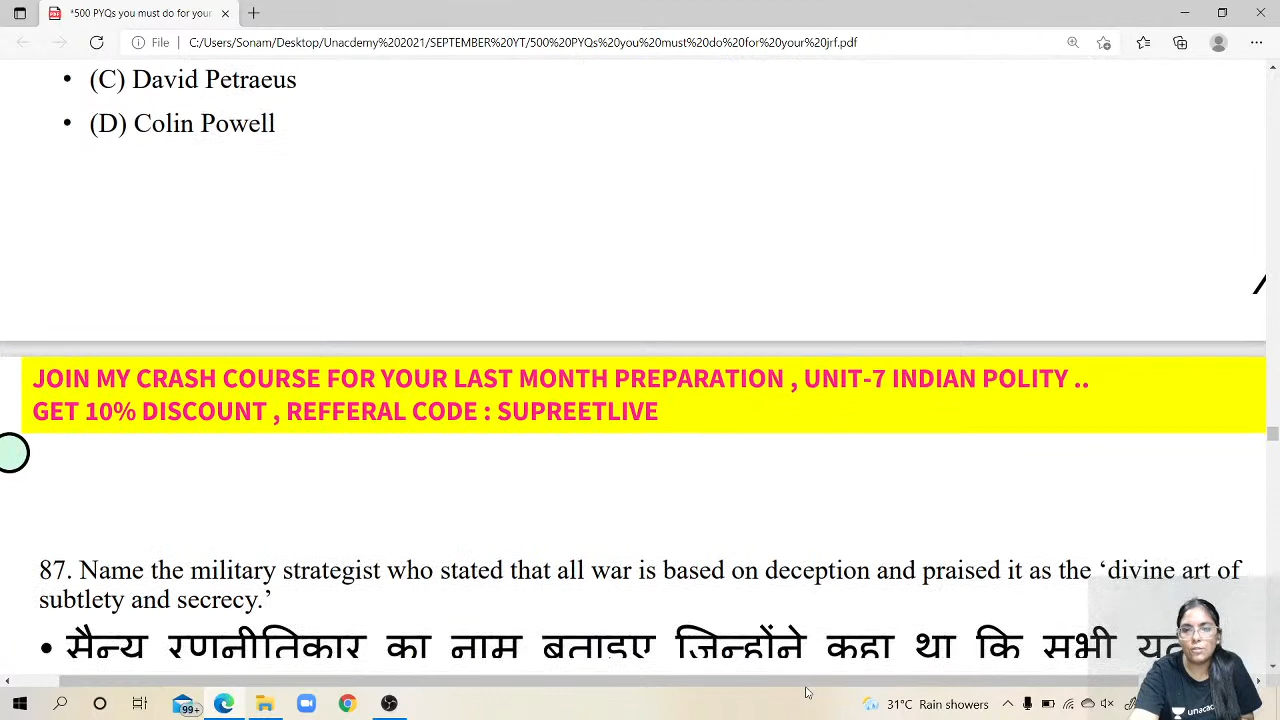 *500 PYQs you must do for your
File
C:/Users/Sonam/Desktop/Unacdemy%202021/SEPTEMBER%20YT/500%20PYQs%20you%20must%20do%20for%20your%20jrf.pdf
• (C) David Petraeus
• (D) Colin Powell
JOIN MY CRASH COURSE FOR YOUR LAST MONTH PREPARATION , UNIT-7 INDIAN POLITY ..
GET 10% DISCOUNT , REFFERAL CODE : SUPREETLIVE
87. Name the military strategist who stated that all war is based on deception and praised it as the ‘divine art of
subtlety and secrecy.’
• सैन्य रणनीतिकार का नाम बताइए जिन्होंने कहा था कि सभी
99+
31°C Rain showers